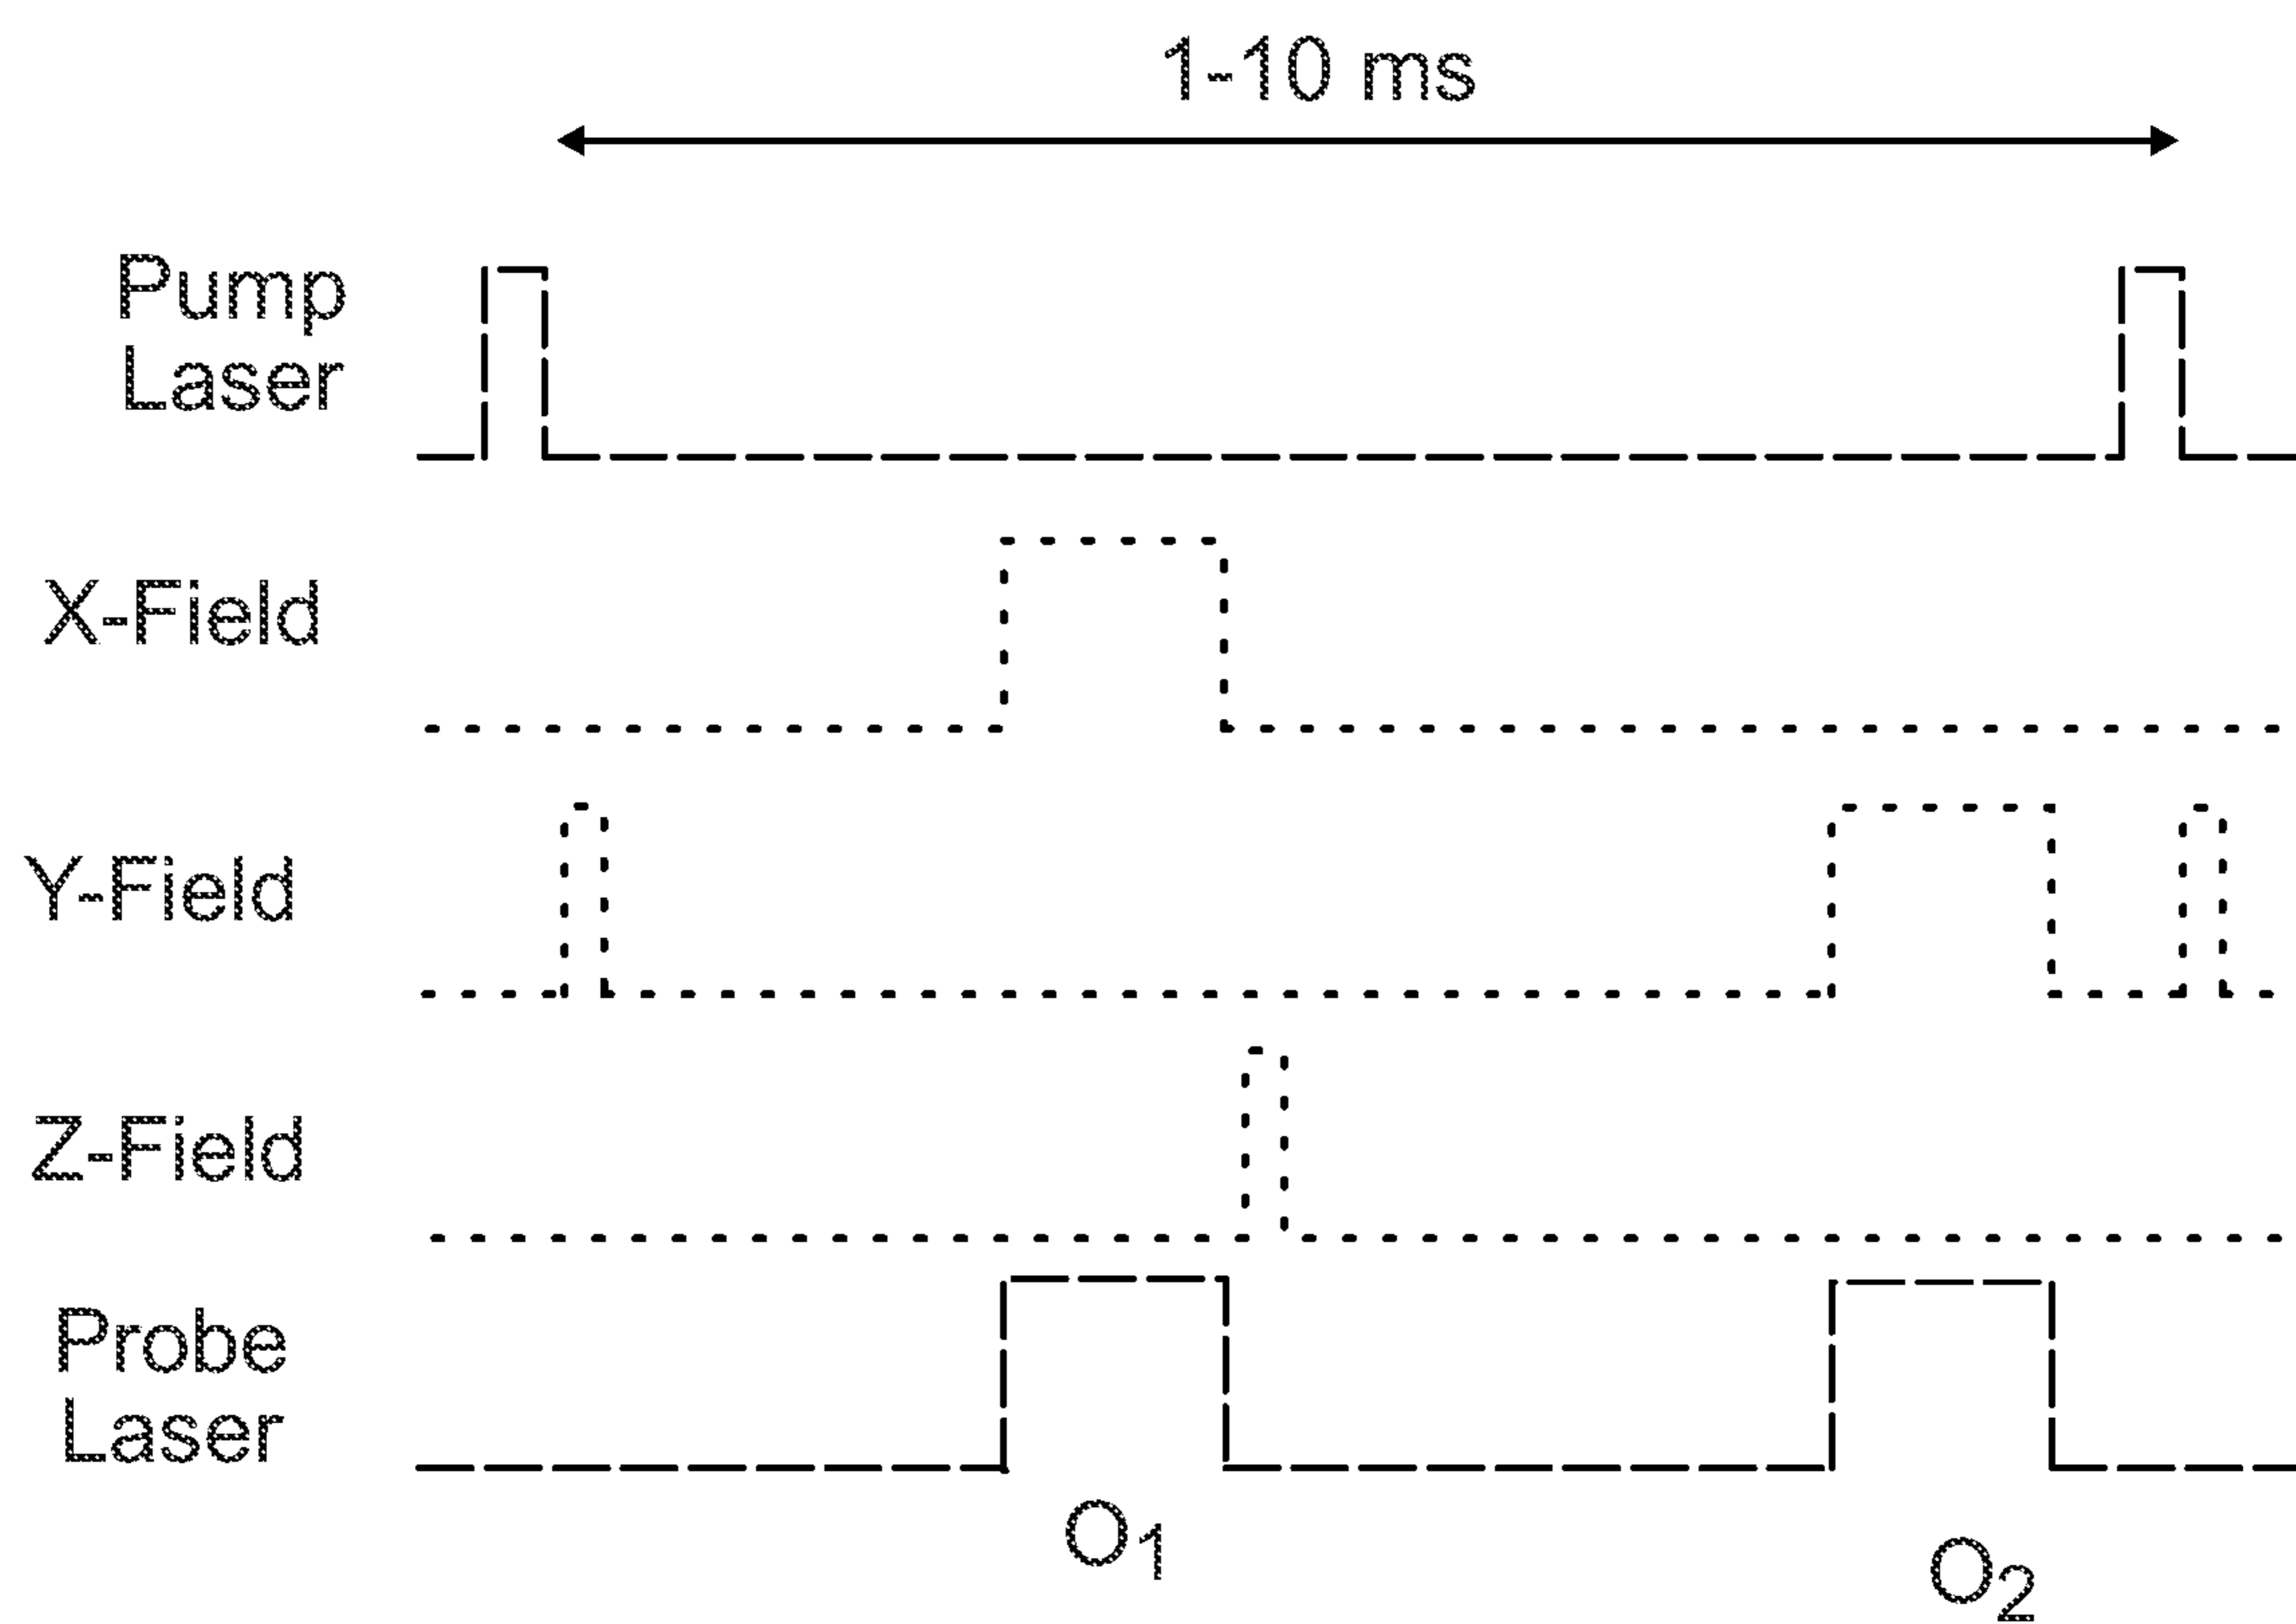 1-10 ms
Pump
Laser
X-Field
Y-Field
Z-Field
Probe
Laser
O1
O2